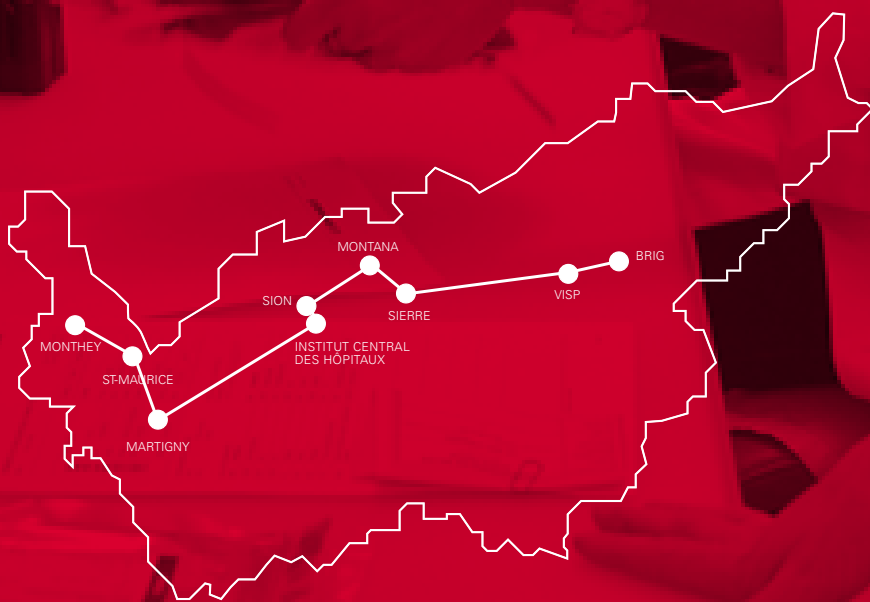 MONTANA
BRIG
SION
VISP
SIERRE
MONTHEY
INSTITUT CENTRAL
DES HÔPITAUX
ST-MAURICE
MARTIGNY